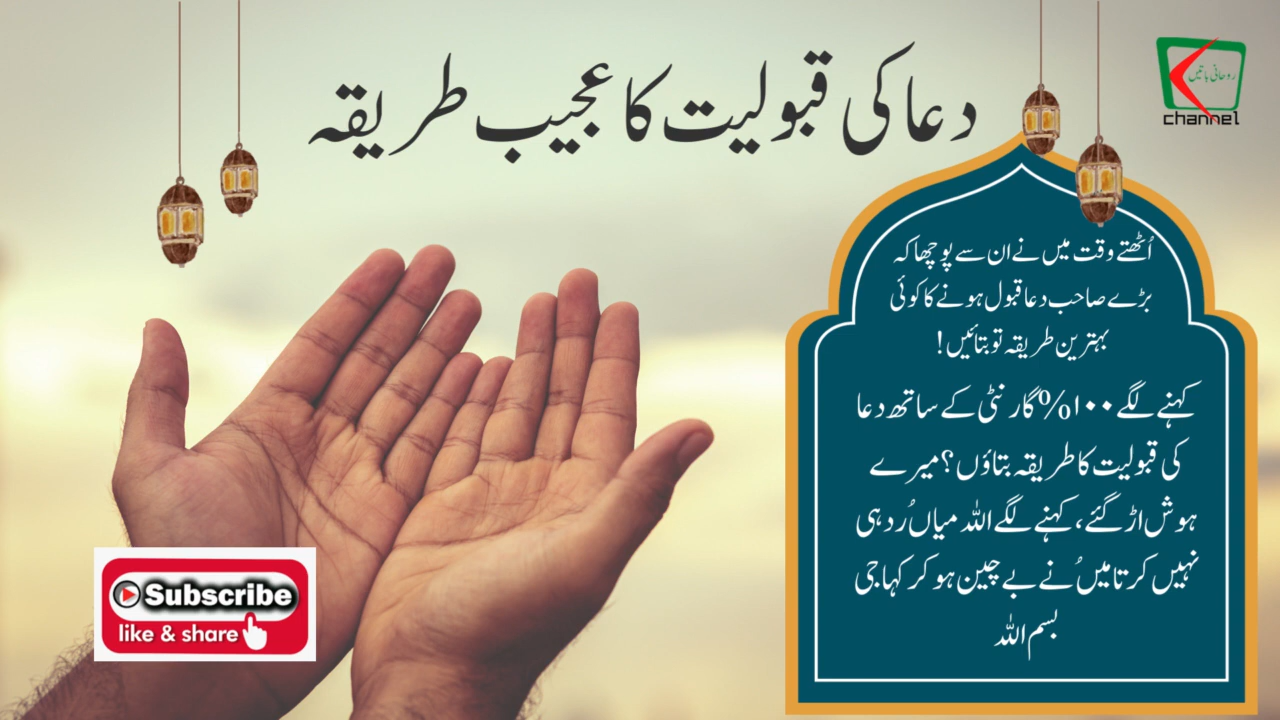 دعا کی قبولیت کا عجیب طریقہ
روحانی باتیں
channel
اُٹھتے وقت میں نے ان سے پوچھا کہ
بڑے صاحب دعا قبول ہونے کا کوئی
بہترین طریقہ تو بتائیں!
کہنے لگے ۱۰۰% گارنٹی کے ساتھ دعا
کی قبولیت کا طریقہ بتاؤں؟ میرے
ہوش اڑ گئے، کہنے لگے اللہ میاںُ رد ہی
نہیں کرتا میںُ نے بے چین ہو کر کہا جی
بسم اللہ
Subscribe
like & share